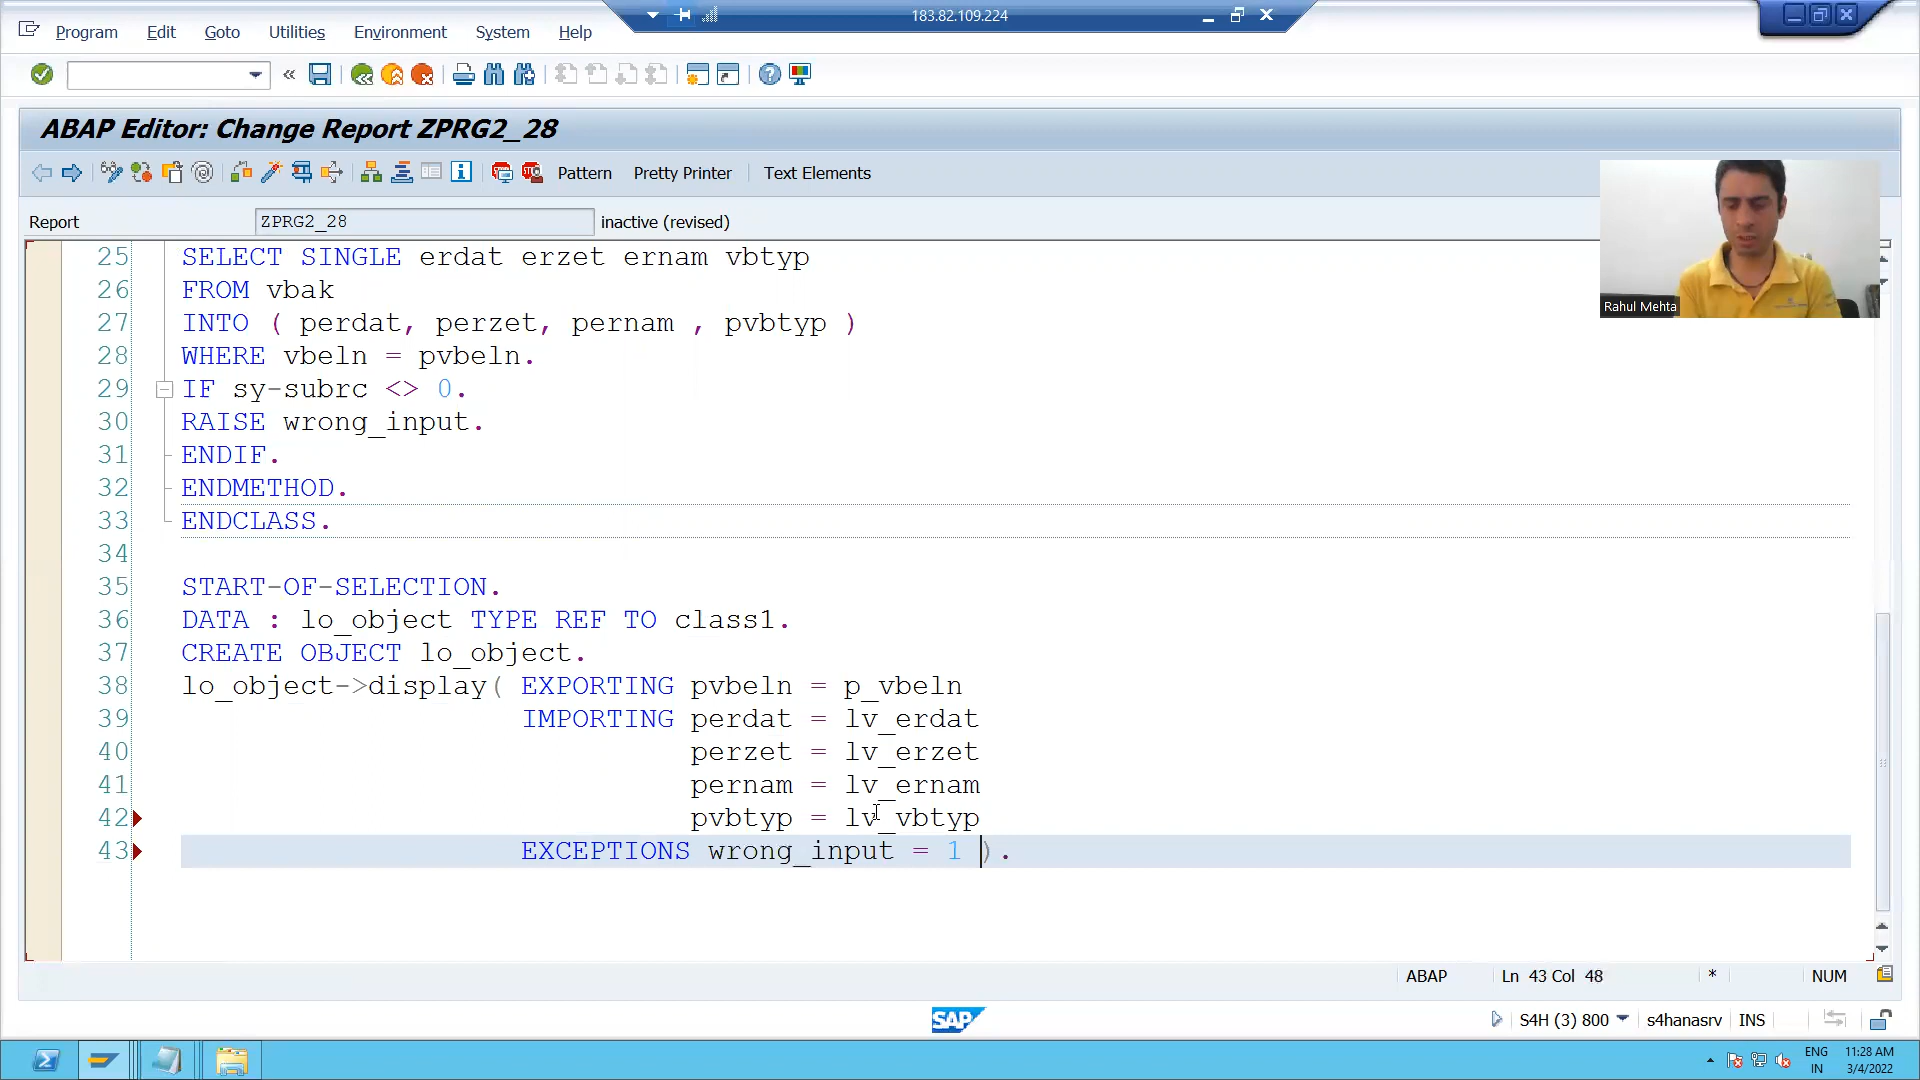 183.82.109.224
Program Edit Goto Utilities Environment System Help
ABAP Editor: Change Report ZPRG2_28
Pattern Pretty Printer Text Elements
Report ZPRG2_28 inactive (revised)
25 SELECT SINGLE erdat erzet ernam vbtyp
26 FROM vbak
27 INTO ( perdat, perzet, pernam , pvbtyp )
28 WHERE vbeln = pvbeln.
29 IF sy-subrc <> 0.
30 RAISE wrong_input.
31 ENDIF.
32 ENDMETHOD.
33 ENDCLASS.
34
35 START-OF-SELECTION.
36 DATA : lo_object TYPE REF TO class1.
37 CREATE OBJECT lo_object.
38 lo_object->display( EXPORTING pvbeln = p_vbeln
39 IMPORTING perdat = lv_erdat
40 perzet = lv_erzet
41 pernam = lv_ernam
42 pvbtyp = lv_vbtyp
43 EXCEPTIONS wrong_input = 1 ).
Rahul Mehta
ABAP Ln 43 Col 48 * NUM
SAP S4H (3) 800 s4hanasrv INS
ENG 11:28 AM
IN 3/4/2022